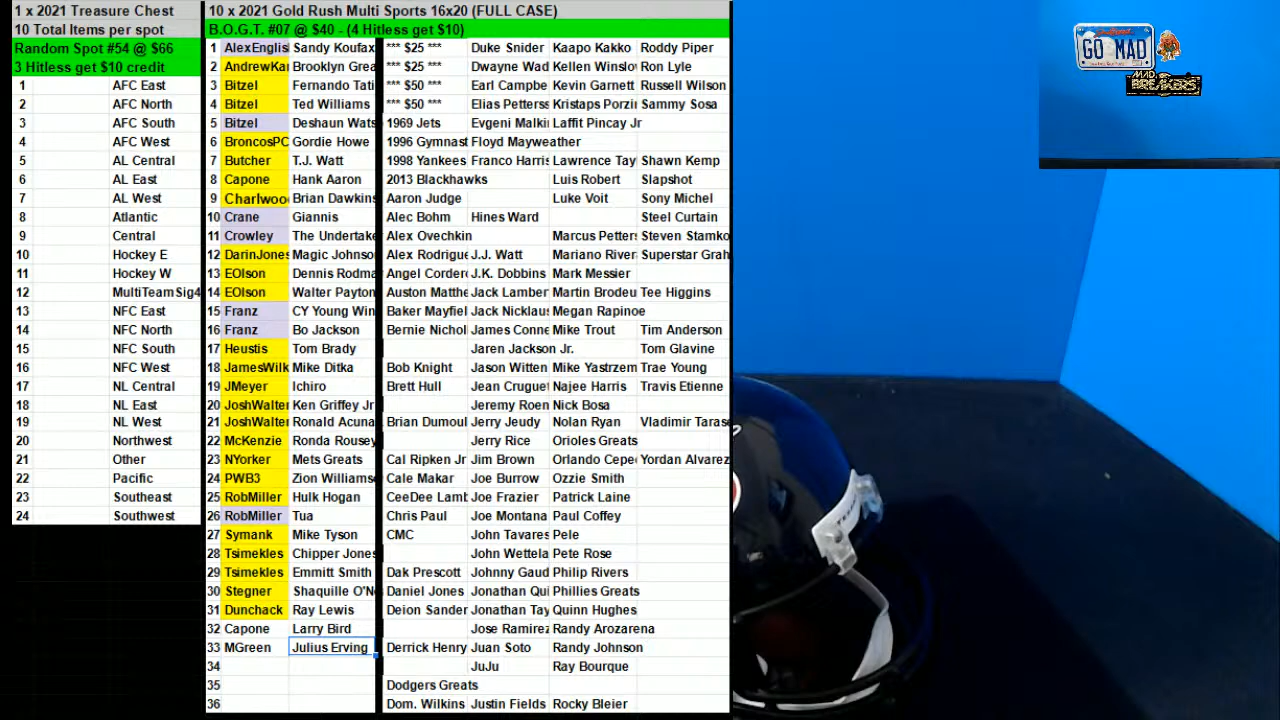 1 x 2021 Treasure Chest
10 Total Items per spot
Random Spot #54 @ $66
3 Hitless get $10 credit
1 AFC East
2 AFC North
3 AFC South
4 AFC West
5 AL Central
6 AL East
7 AL West
8 Atlantic
9 Central
10 Hockey E
11 Hockey W
12 MultiTeamSig4
13 NFC East
14 NFC North
15 NFC South
16 NFC West
17 NL Central
18 NL East
19 NL West
20 Northwest
21 Other
22 Pacific
23 Southeast
24 Southwest
10 x 2021 Gold Rush Multi Sports 16x20 (FULL CASE)
B.O.G.T. #07 @ $40 - (4 Hitless get $10)
1 AlexEnglis Sandy Koufax *** $25 *** Duke Snider Kaapo Kakko Roddy Piper
2 AndrewKar Brooklyn Grea *** $25 *** Dwayne Wad Kellen Winslow Ron Lyle
3 Bitzel Fernando Tati *** $50 *** Earl Campbe Kevin Garnett Russell Wilson
4 Bitzel Ted Williams *** $50 *** Elias Petterss Kristaps Porzi Sammy Sosa
5 Bitzel Deshaun Wats 1969 Jets Evgeni Malkin Laffit Pincay Jr
6 BroncosPC Gordie Howe 1996 Gymnast Floyd Mayweather
7 Butcher T.J. Watt 1998 Yankees Franco Harris Lawrence Tay Shawn Kemp
8 Capone Hank Aaron 2013 Blackhawks Luis Robert Slapshot
9 Charlwoo Brian Dawkins Aaron Judge Luke Voit Sony Michel
10 Crane Giannis Alec Bohm Hines Ward Steel Curtain
11 Crowley The Undertake Alex Ovechkin Marcus Petters Steven Stamko
12 DarinJones Magic Johnso Alex Rodrigue J.J. Watt Mariano River Superstar Grah
13 EOlson Dennis Rodma Angel Cordero J.K. Dobbins Mark Messier
14 EOlson Walter Payton Auston Matthe Jack Lamber Martin Brodeu Tee Higgins
15 Franz CY Young Win Baker Mayfiel Jack Nicklaus Megan Rapinoe
16 Franz Bo Jackson Bernie Nichol James Conne Mike Trout Tim Anderson
17 Heustis Tom Brady Jaren Jackson Jr. Tom Glavine
18 JamesWilk Mike Ditka Bob Knight Jason Witten Mike Yastrzem Trae Young
19 JMeyer Ichiro Brett Hull Jean Cruguet Najee Harris Travis Etienne
20 JoshWalter Ken Griffey Jr Jeremy Roen Nick Bosa
21 JoshWalter Ronald Acuna Brian Dumoul Jerry Jeudy Nolan Ryan Vladimir Tarase
22 McKenzie Ronda Rousey Jerry Rice Orioles Greats
23 NYorker Mets Greats Cal Ripken Jr Jim Brown Orlando Cepe Yordan Alvarez
24 PWB3 Zion Williams Cale Makar Joe Burrow Ozzie Smith
25 RobMiller Hulk Hogan CeeDee Lamb Joe Frazier Patrick Laine
26 RobMiller Tua Chris Paul Joe Montana Paul Coffey
27 Symank Mike Tyson CMC John Tavares Pele
28 Tsimekles Chipper Jones John Wettela Pete Rose
29 Tsimekles Emmitt Smith Dak Prescott Johnny Gaud Philip Rivers
30 Stegner Shaquille O'N Daniel Jones Jonathan Qui Phillies Greats
31 Dunchack Ray Lewis Deion Sander Jonathan Tay Quinn Hughes
32 Capone Larry Bird Jose Ramirez Randy Arozarena
33 MGreen Julius Erving Derrick Henry Juan Soto Randy Johnson
34 JuJu Ray Bourque
35 Dodgers Greats
36 Dom. Wilkins Justin Fields Rocky Bleier
GO MAD
MAD
BREAKERS